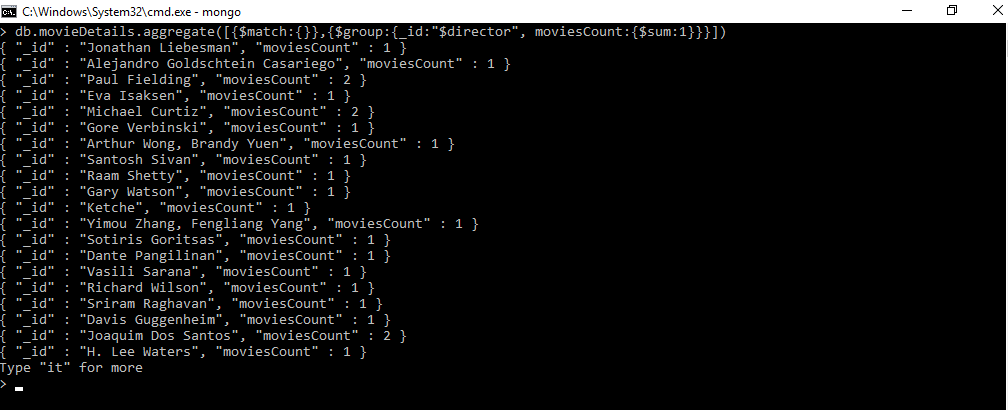 C:\Windows\System32\cmd.exe - mongo
> db.movieDetails.aggregate([{$match:{}},{$group:{_id:"$director", moviesCount:{$sum:1}}}])
{ "_id" : "Jonathan Liebesman", "moviesCount" : 1 }
{ "_id" : "Alejandro Goldschtein Casariego", "moviesCount" : 1 }
{ "_id" : "Paul Fielding", "moviesCount" : 2 }
{ "_id" : "Eva Isaksen", "moviesCount" : 1 }
{ "_id" : "Michael Curtiz", "moviesCount" : 2 }
{ "_id" : "Gore Verbinski", "moviesCount" : 1 }
{ "_id" : "Arthur Wong, Brandy Yuen", "moviesCount" : 1 }
{ "_id" : "Santosh Sivan", "moviesCount" : 1 }
{ "_id" : "Raam Shetty", "moviesCount" : 1 }
{ "_id" : "Gary Watson", "moviesCount" : 1 }
{ "_id" : "Ketche", "moviesCount" : 1 }
{ "_id" : "Yimou Zhang, Fengliang Yang", "moviesCount" : 1 }
{ "_id" : "Sotiris Goritsas", "moviesCount" : 1 }
{ "_id" : "Dante Pangilinan", "moviesCount" : 1 }
{ "_id" : "Vasili Sarana", "moviesCount" : 1 }
{ "_id" : "Richard Wilson", "moviesCount" : 1 }
{ "_id" : "Sriram Raghavan", "moviesCount" : 1 }
{ "_id" : "Davis Guggenheim", "moviesCount" : 1 }
{ "_id" : "Joaquim Dos Santos", "moviesCount" : 2 }
{ "_id" : "H. Lee Waters", "moviesCount" : 1 }
Type "it" for more
>